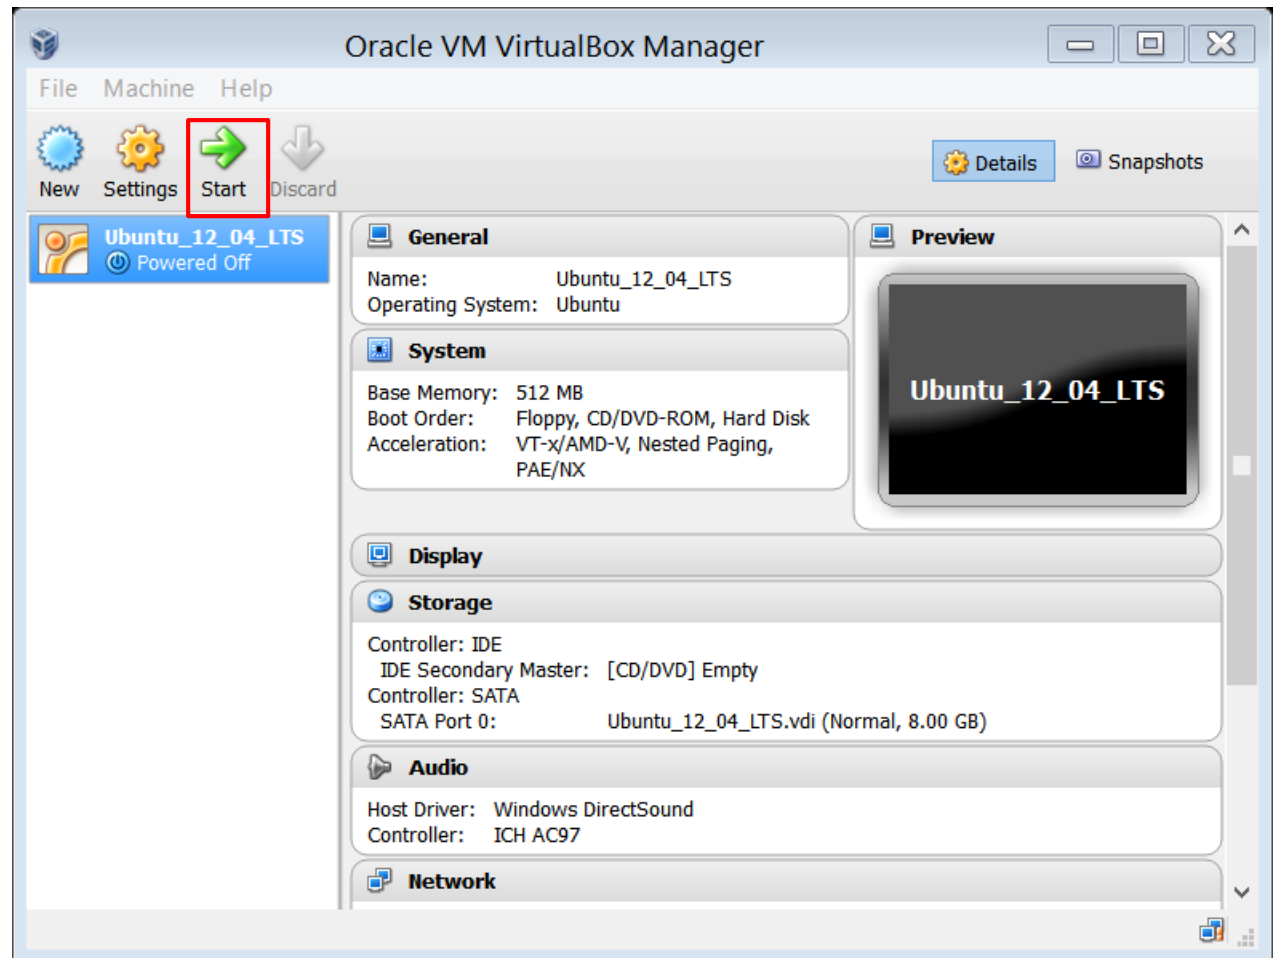 Oracle VM VirtualBox Manager
File Machine Help
New Settings Start Discard
Details Snapshots
Ubuntu_12_04_LTS
Powered Off
General
Name: Ubuntu_12_04_LTS
Operating System: Ubuntu
System
Base Memory: 512 MB
Boot Order: Floppy, CD/DVD-ROM, Hard Disk
Acceleration: VT-x/AMD-V, Nested Paging,
PAE/NX
Preview
Ubuntu_12_04_LTS
Display
Storage
Controller: IDE
IDE Secondary Master: [CD/DVD] Empty
Controller: SATA
SATA Port 0: Ubuntu_12_04_LTS.vdi (Normal, 8.00 GB)
Audio
Host Driver: Windows DirectSound
Controller: ICH AC97
Network